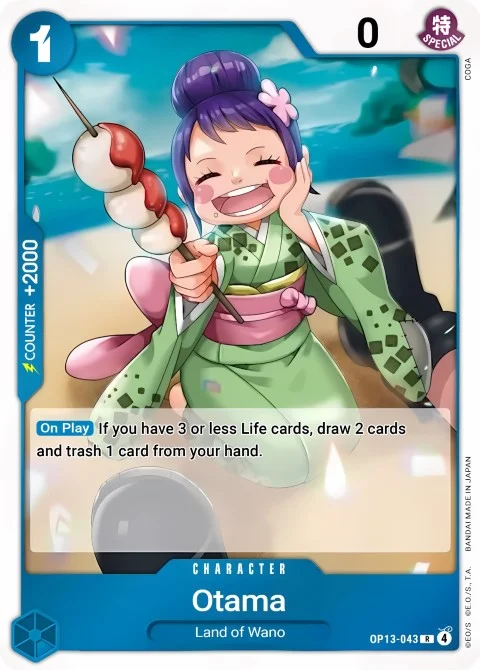 1
0
特
SPECIAL
COGA
COUNTER +2000
On Play If you have 3 or less Life cards, draw 2 cards
and trash 1 card from your hand.
CHARACTER
Otama
Land of Wano
OP13-043 R 4
©EO/S ©E.O./S.,T.A. BANDAI MADE IN JAPAN